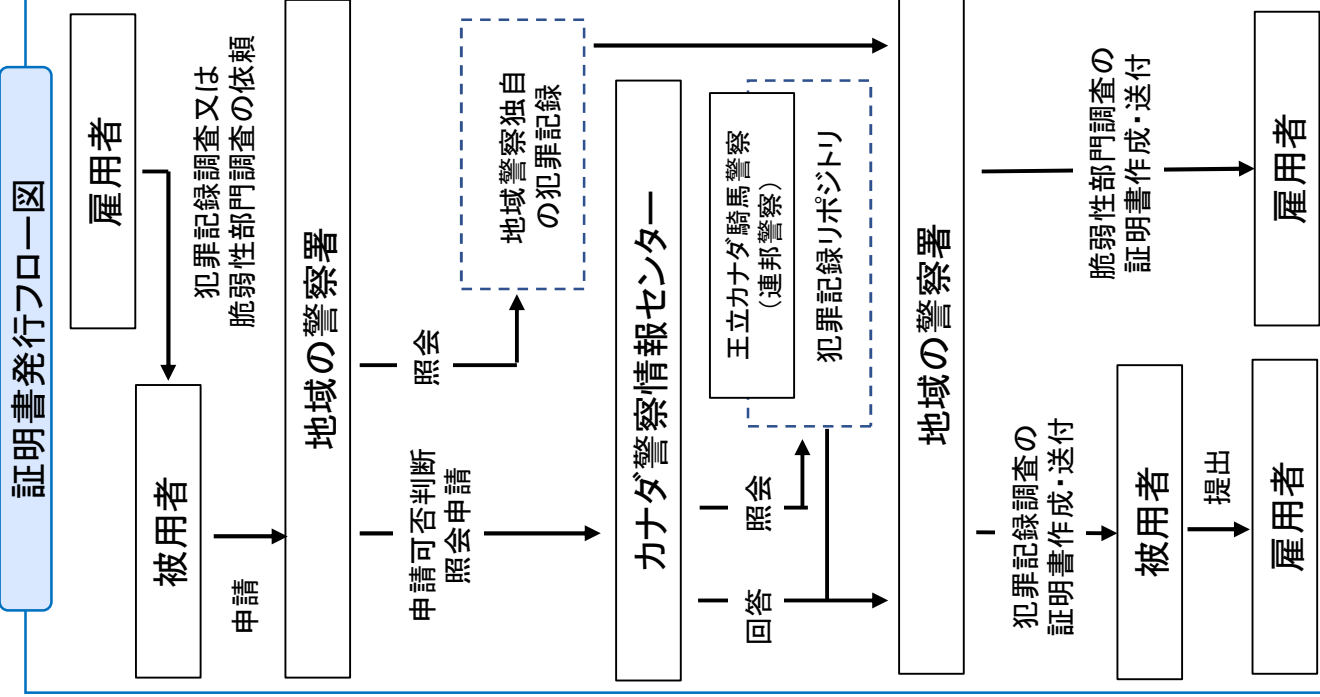 証明書発行フロー図
雇用者
犯罪記録調査又は
脆弱性部門調査の依頼
被用者
申請
地域の警察署
照会
地域警察独自
の犯罪記録
申請可否判断
照会申請
カナダ警察情報センター
王立カナダ騎馬警察
（連邦警察）
犯罪記録リポジトリ
照会
回答
地域の警察署
犯罪記録調査の
証明書作成・送付
被用者
提出
雇用者
脆弱性部門調査の
証明書作成・送付
雇用者